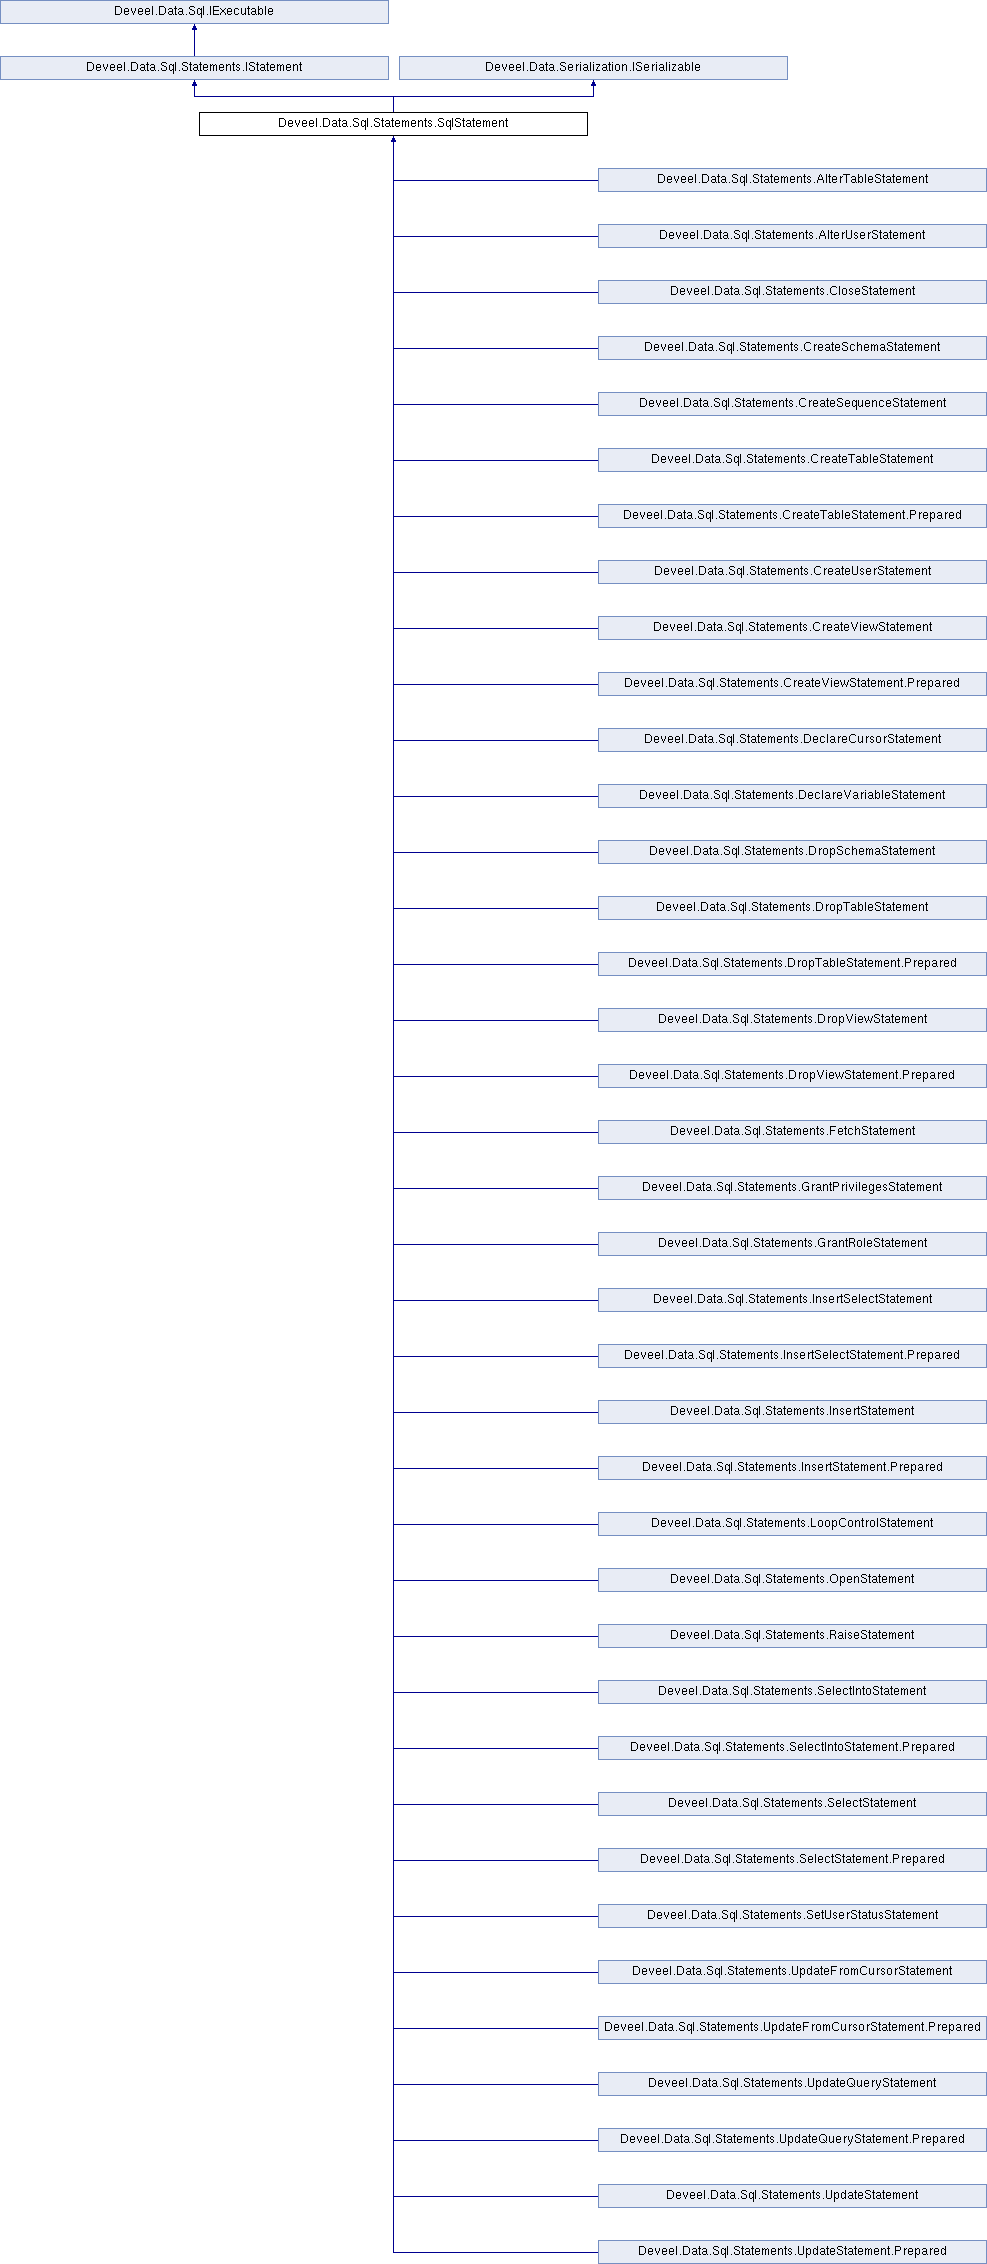 Deveel.Data.Sql.IExecutable
Deveel.Data.Sql.Statements.IStatement
Deveel.Data.Serialization.ISerializable
Deveel.Data.Sql.Statements.SqlStatement
Deveel.Data.Sql.Statements.AlterTableStatement
Deveel.Data.Sql.Statements.AlterUserStatement
Deveel.Data.Sql.Statements.CloseStatement
Deveel.Data.Sql.Statements.CreateSchemaStatement
Deveel.Data.Sql.Statements.CreateSequenceStatement
Deveel.Data.Sql.Statements.CreateTableStatement
Deveel.Data.Sql.Statements.CreateTableStatement.Prepared
Deveel.Data.Sql.Statements.CreateUserStatement
Deveel.Data.Sql.Statements.CreateViewStatement
Deveel.Data.Sql.Statements.CreateViewStatement.Prepared
Deveel.Data.Sql.Statements.DeclareCursorStatement
Deveel.Data.Sql.Statements.DeclareVariableStatement
Deveel.Data.Sql.Statements.DropSchemaStatement
Deveel.Data.Sql.Statements.DropTableStatement
Deveel.Data.Sql.Statements.DropTableStatement.Prepared
Deveel.Data.Sql.Statements.DropViewStatement
Deveel.Data.Sql.Statements.DropViewStatement.Prepared
Deveel.Data.Sql.Statements.FetchStatement
Deveel.Data.Sql.Statements.GrantPrivilegesStatement
Deveel.Data.Sql.Statements.GrantRoleStatement
Deveel.Data.Sql.Statements.InsertSelectStatement
Deveel.Data.Sql.Statements.InsertSelectStatement.Prepared
Deveel.Data.Sql.Statements.InsertStatement
Deveel.Data.Sql.Statements.InsertStatement.Prepared
Deveel.Data.Sql.Statements.LoopControlStatement
Deveel.Data.Sql.Statements.OpenStatement
Deveel.Data.Sql.Statements.RaiseStatement
Deveel.Data.Sql.Statements.SelectIntoStatement
Deveel.Data.Sql.Statements.SelectIntoStatement.Prepared
Deveel.Data.Sql.Statements.SelectStatement
Deveel.Data.Sql.Statements.SelectStatement.Prepared
Deveel.Data.Sql.Statements.SetUserStatusStatement
Deveel.Data.Sql.Statements.UpdateFromCursorStatement
Deveel.Data.Sql.Statements.UpdateFromCursorStatement.Prepared
Deveel.Data.Sql.Statements.UpdateQueryStatement
Deveel.Data.Sql.Statements.UpdateQueryStatement.Prepared
Deveel.Data.Sql.Statements.UpdateStatement
Deveel.Data.Sql.Statements.UpdateStatement.Prepared